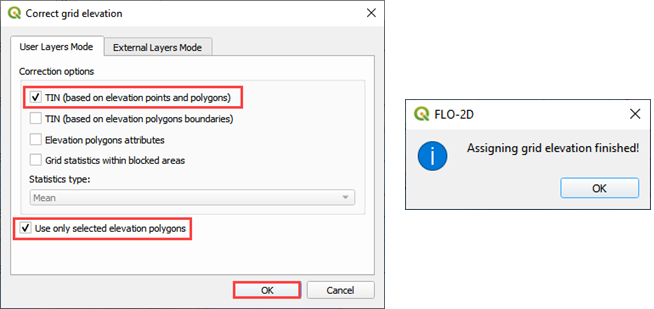 Correct grid elevation
User Layers Mode
External Layers Mode
Correction options
TIN (based on elevation points and polygons)
TIN (based on elevation polygons boundaries)
Elevation polygons attributes
Grid statistics within blocked areas
Statistics type:
Mean
Use only selected elevation polygons
OK
Cancel
FLO-2D
Assigning grid elevation finished!
OK